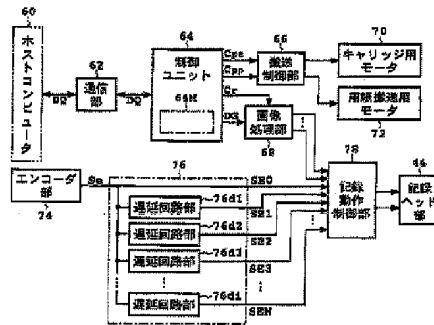 60
ホストコンピュータ
62
通信部
64
制御ユニット
64M
Cps
Cpp
Cr
66
搬送制御部
70
キャリッジ用モータ
用紙搬送用モータ
72
画像処理部
68
78
記録動作制御部
44
記録ヘッド部
エンコーダ部
74
76
SE0
遅延回路部
76d1
SE1
遅延回路部
76d2
SE2
遅延回路部
76d3
SE3
遅延回路部
76di
SEN